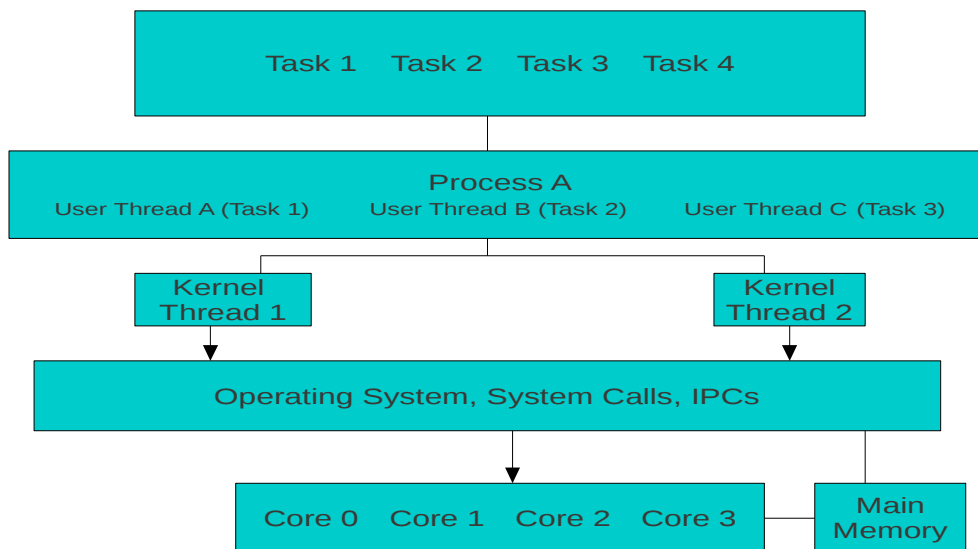 Task 1 Task 2 Task 3 Task 4
Process A
User Thread A (Task 1) User Thread B (Task 2) User Thread C (Task 3)
Kernel
Thread 1
Kernel
Thread 2
Operating System, System Calls, IPCs
Core 0 Core 1 Core 2 Core 3
Main
Memory